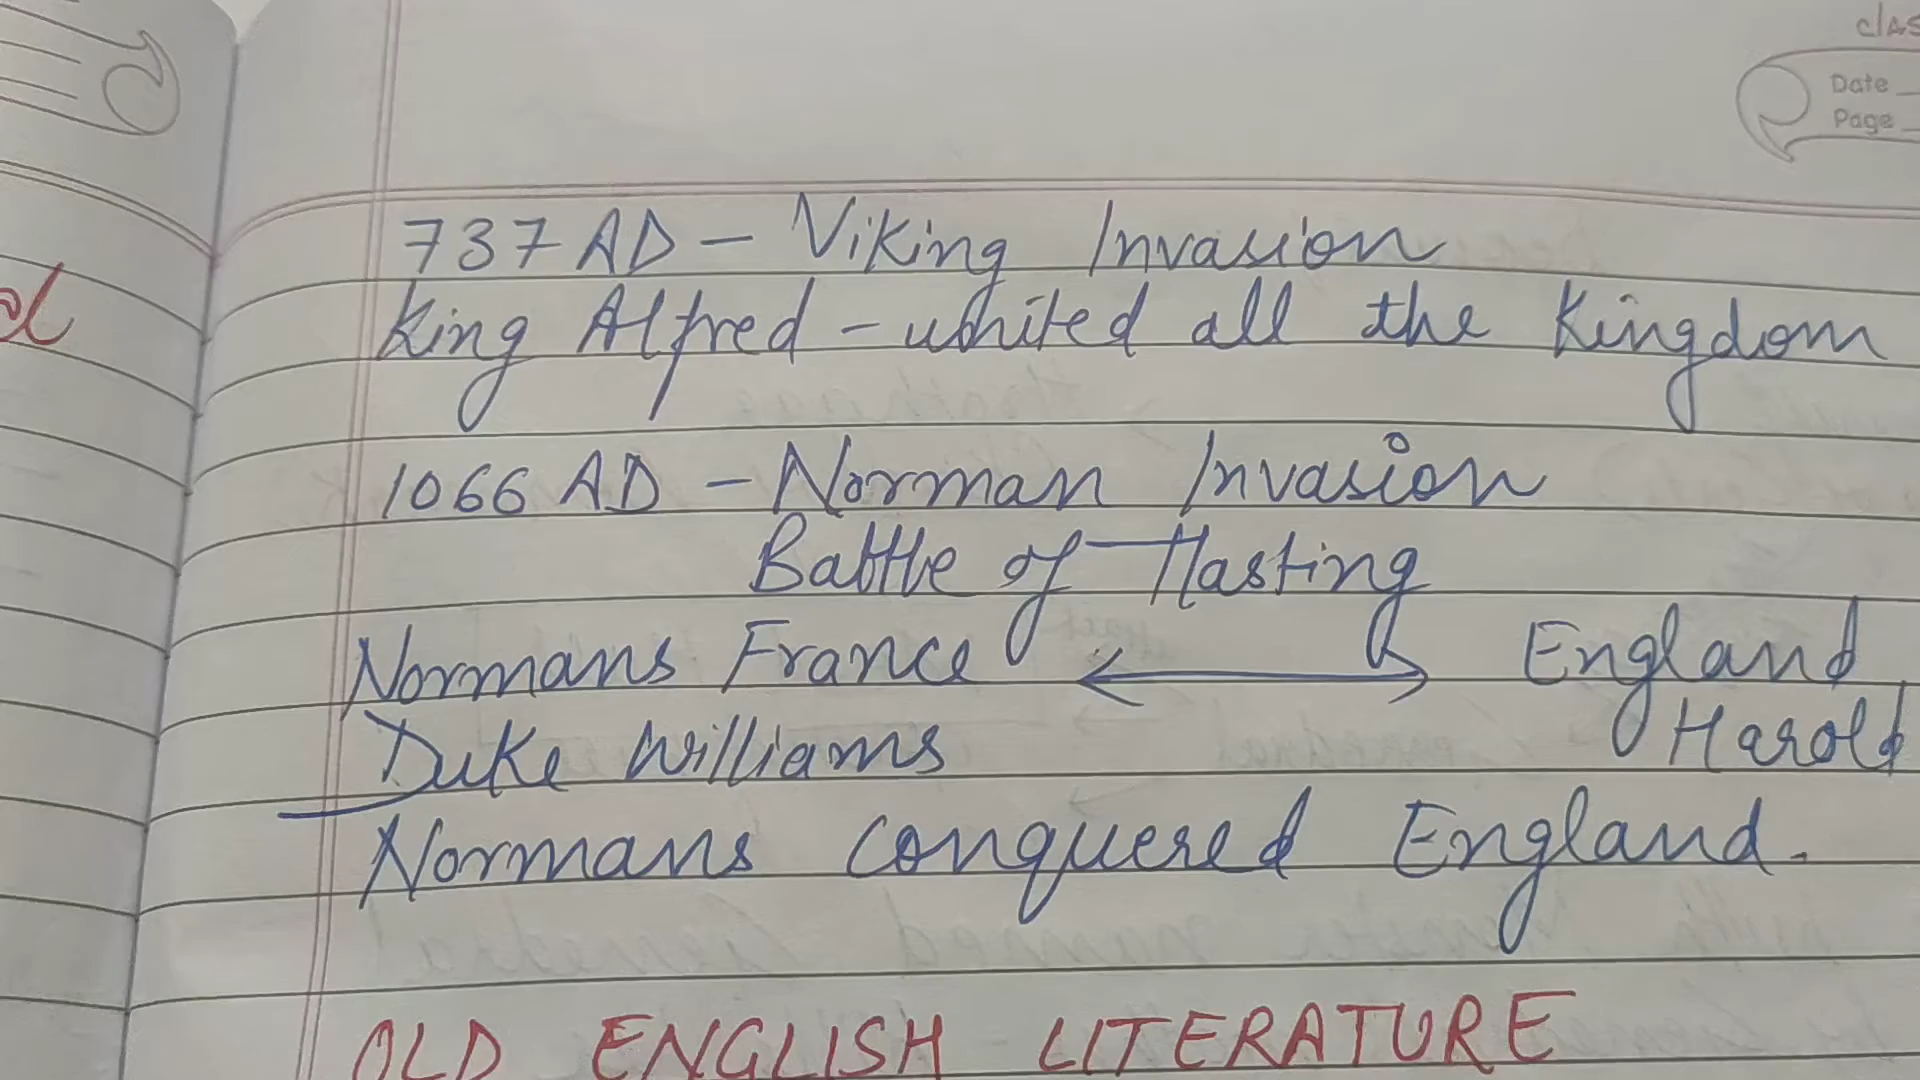 clas
Date
Page
737 AD - Viking Invasion
King Alfred - united all the Kingdom
1066 AD - Norman Invasion
Battle of Hasting
Normans France ↔ England
Duke Williams Harold
Normans conquered England.
OLD ENGLISH LITERATURE